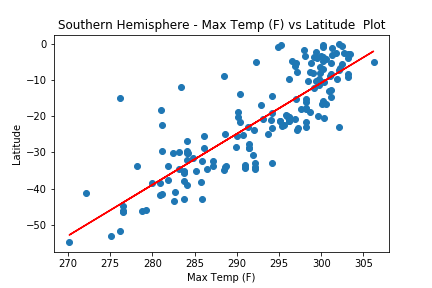 Southern Hemisphere - Max Temp (F) vs Latitude  Plot
0
−10
−20
−30
−40
−50
Latitude
270 275 280 285 290 295 300 305
Max Temp (F)